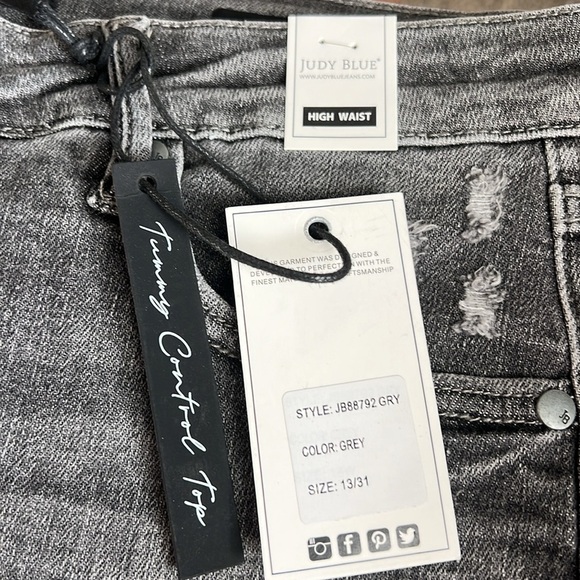 JUDY BLUE®
WWW.JUDYBLUEJEANS.COM
HIGH WAIST
Tummy Control Top
GARMENT WAS DESIGNED &
TO PERFECTION WITH THE
FINEST
STYLE: JB88792 GRY
COLOR: GREY
SIZE: 13/31
JB